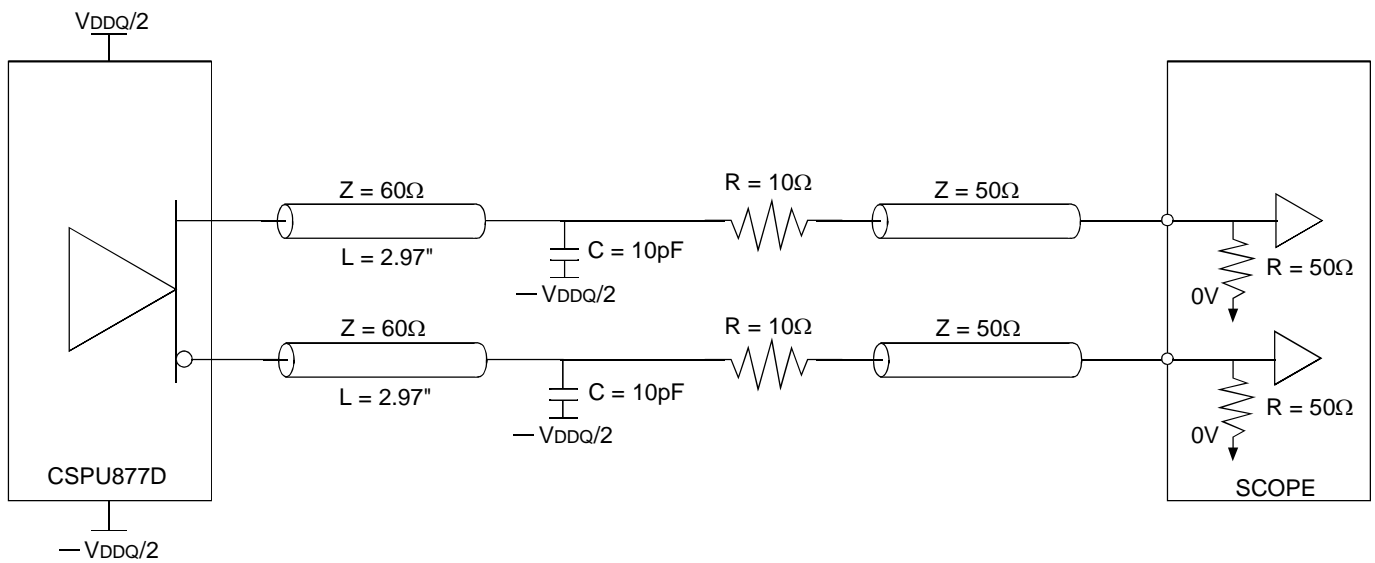 VDDQ/2
Z = 60Ω
R = 10Ω
Z = 50Ω
L = 2.97"
C = 10pF
— VDDQ/2
R = 50Ω
0V
Z = 60Ω
R = 10Ω
Z = 50Ω
L = 2.97"
C = 10pF
— VDDQ/2
R = 50Ω
0V
CSPU877D
SCOPE
— VDDQ/2